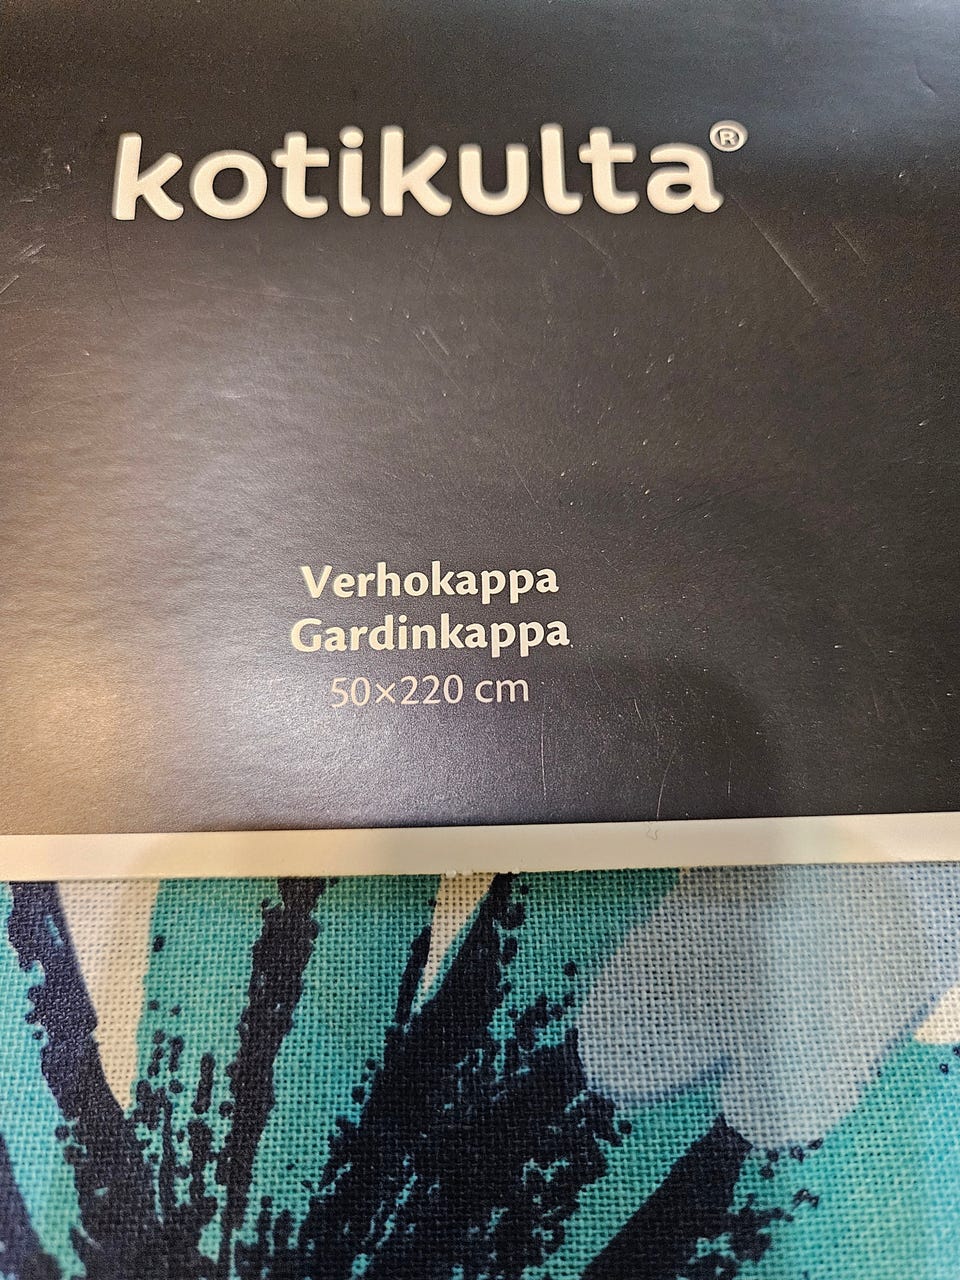 kotikulta®
Verhokappa
Gardinkappa
50×220 cm